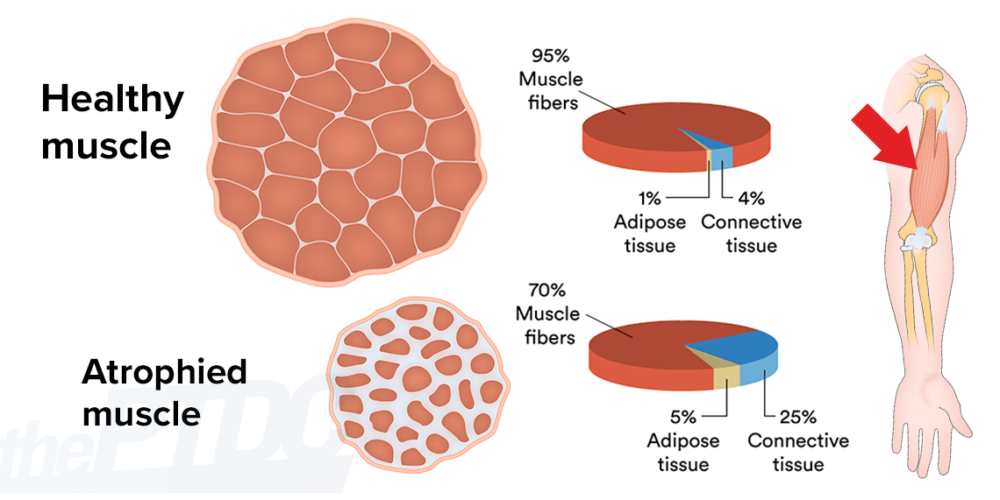 Healthy
muscle
95%
Muscle
fibers
1%
Adipose
tissue
4%
Connective
tissue
Atrophied
muscle
70%
Muscle
fibers
5%
Adipose
tissue
25%
Connective
tissue
thePTDC